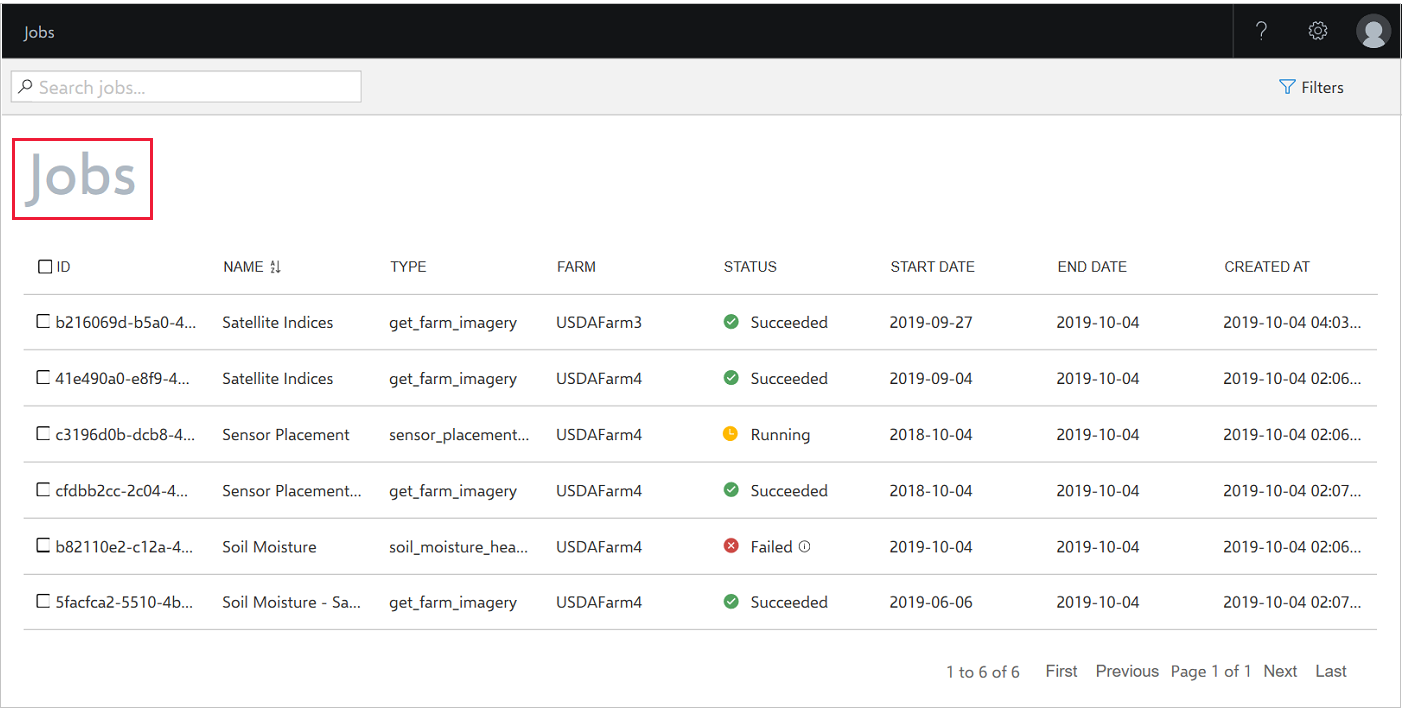 Jobs
Search jobs...
Filters
Jobs
ID NAME TYPE FARM STATUS START DATE END DATE CREATED AT
b216069d-b5a0-4... Satellite Indices get_farm_imagery USDAFarm3 Succeeded 2019-09-27 2019-10-04 2019-10-04 04:03...
41e490a0-e8f9-4... Satellite Indices get_farm_imagery USDAFarm4 Succeeded 2019-09-04 2019-10-04 2019-10-04 02:06...
c3196d0b-dcb8-4... Sensor Placement sensor_placement... USDAFarm4 Running 2018-10-04 2019-10-04 2019-10-04 02:06...
cfdbb2cc-2c04-4... Sensor Placement... get_farm_imagery USDAFarm4 Succeeded 2018-10-04 2019-10-04 2019-10-04 02:07...
b82110e2-c12a-4... Soil Moisture soil_moisture_hea... USDAFarm4 Failed 2019-10-04 2019-10-04 2019-10-04 02:06...
5facfca2-5510-4b... Soil Moisture - Sa... get_farm_imagery USDAFarm4 Succeeded 2019-06-06 2019-10-04 2019-10-04 02:07...
1 to 6 of 6 First Previous Page 1 of 1 Next Last